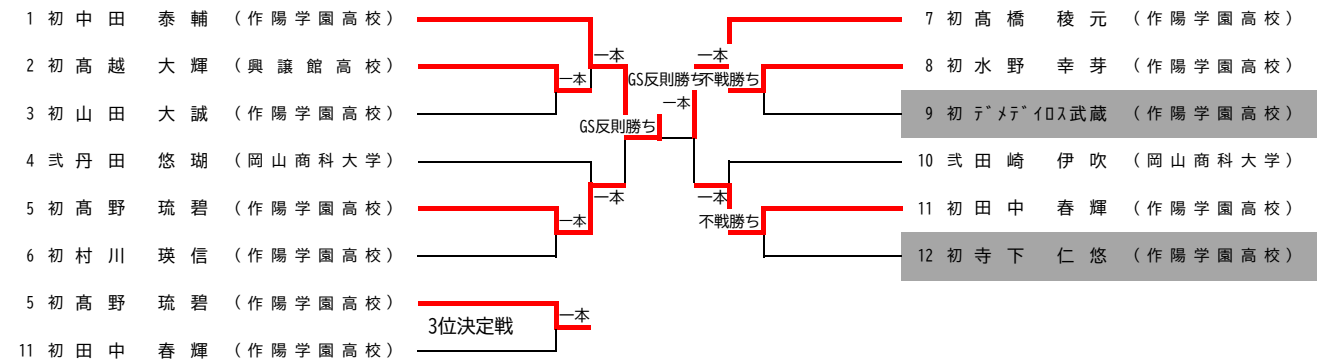 1 初 中田 泰輔 (作陽学園高校)
2 初 髙越 大輝 (興譲館高校)
3 初 山田 大誠 (作陽学園高校)
4 弐 丹田 悠瑚 (岡山商科大学)
5 初 髙野 琉碧 (作陽学園高校)
6 初 村川 瑛信 (作陽学園高校)
5 初 髙野 琉碧 (作陽学園高校)
11 初 田中 春輝 (作陽学園高校)
3位決定戦
一本
一本
一本
GS反則勝ち
一本
一本
GS反則勝ち
一本
一本
不戦勝ち
一本
不戦勝ち
7 初 髙橋 稜元 (作陽学園高校)
8 初 水野 幸芽 (作陽学園高校)
9 初 ﾃﾞﾒﾃﾞｲﾛｽ武蔵 (作陽学園高校)
10 弐 田崎 伊吹 (岡山商科大学)
11 初 田中 春輝 (作陽学園高校)
12 初 寺下 仁悠 (作陽学園高校)